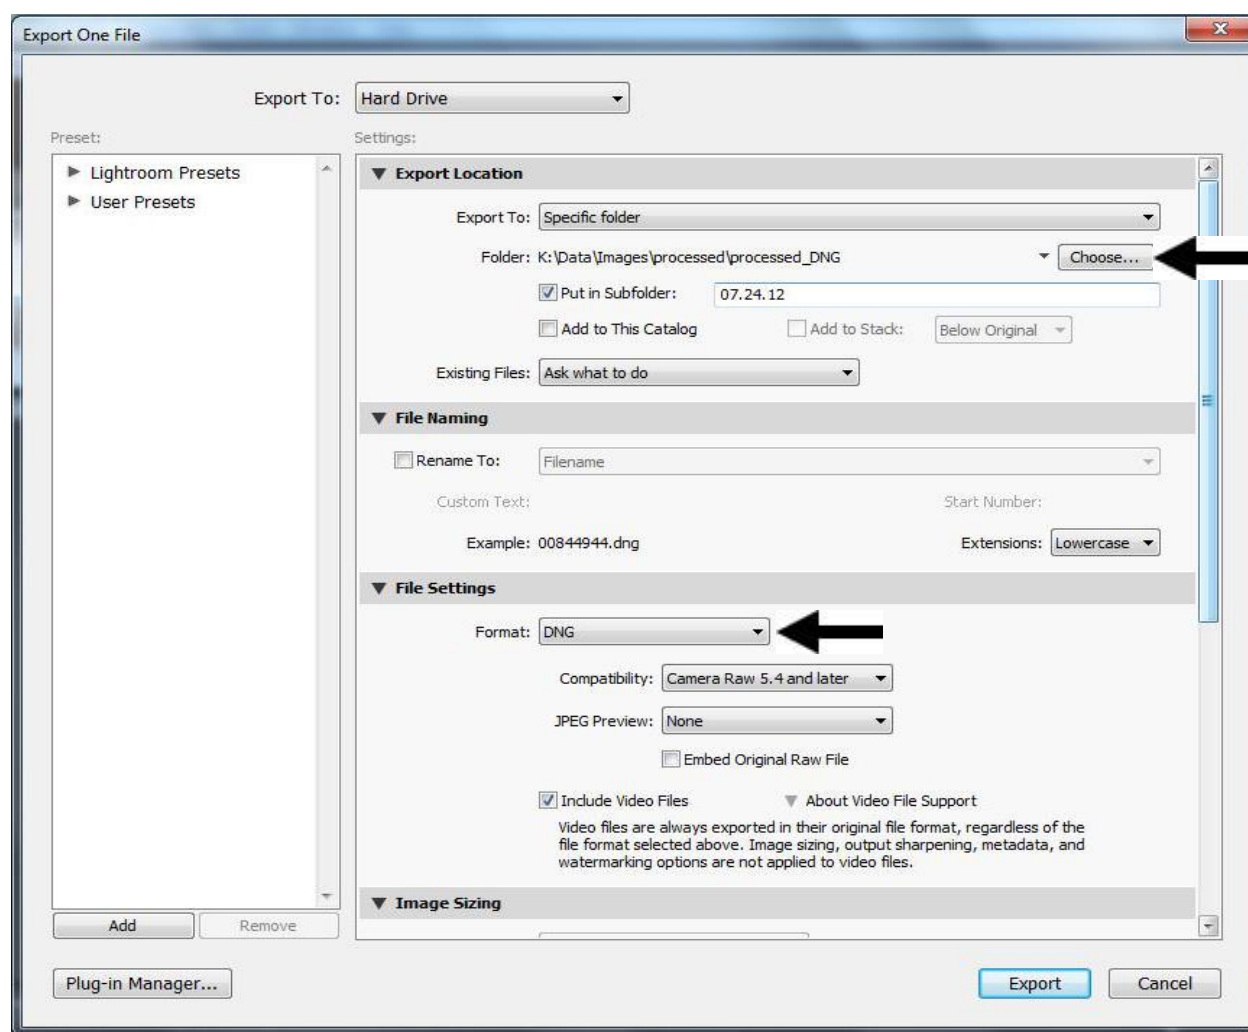 Export One File
Export To: Hard Drive
Preset:
Lightroom Presets
User Presets
Add Remove
Settings:
Export Location
Export To: Specific folder
Folder: K:\Data\Images\processed\processed_DNG Choose...
Put in Subfolder: 07.24.12
Add to This Catalog Add to Stack: Below Original
Existing Files: Ask what to do
File Naming
Rename To: Filename
Custom Text: Start Number:
Example: 00844944.dng Extensions: Lowercase
File Settings
Format: DNG
Compatibility: Camera Raw 5.4 and later
JPEG Preview: None
Embed Original Raw File
Include Video Files About Video File Support
Video files are always exported in their original file format, regardless of the
file format selected above. Image sizing, output sharpening, metadata, and
watermarking options are not applied to video files.
Image Sizing
Plug-in Manager... Export Cancel